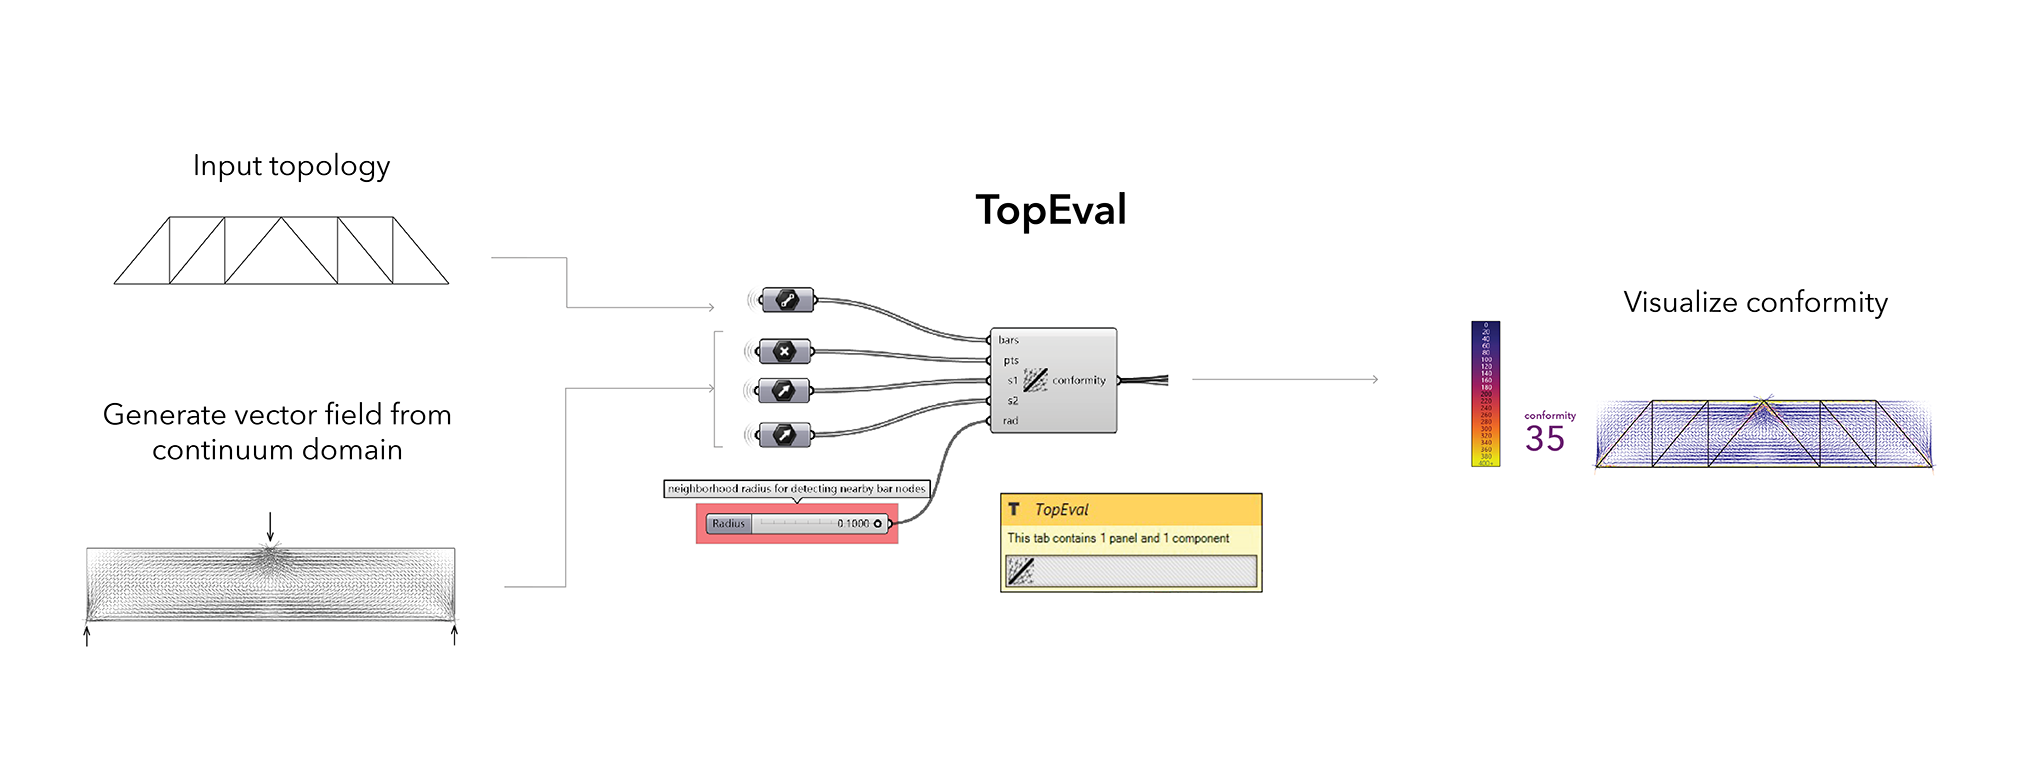 Input topology
Generate vector field from
continuum domain
TopEval
bars
pts
s1
s2
rad
conformity
neighborhood radius for detecting nearby bar nodes
Radius
0.1000
T TopEval
This tab contains 1 panel and 1 component
Visualize conformity
0
20
40
60
80
100
120
140
160
180
200
220
240
260
280
300
320
340
360
380
400+
conformity
35